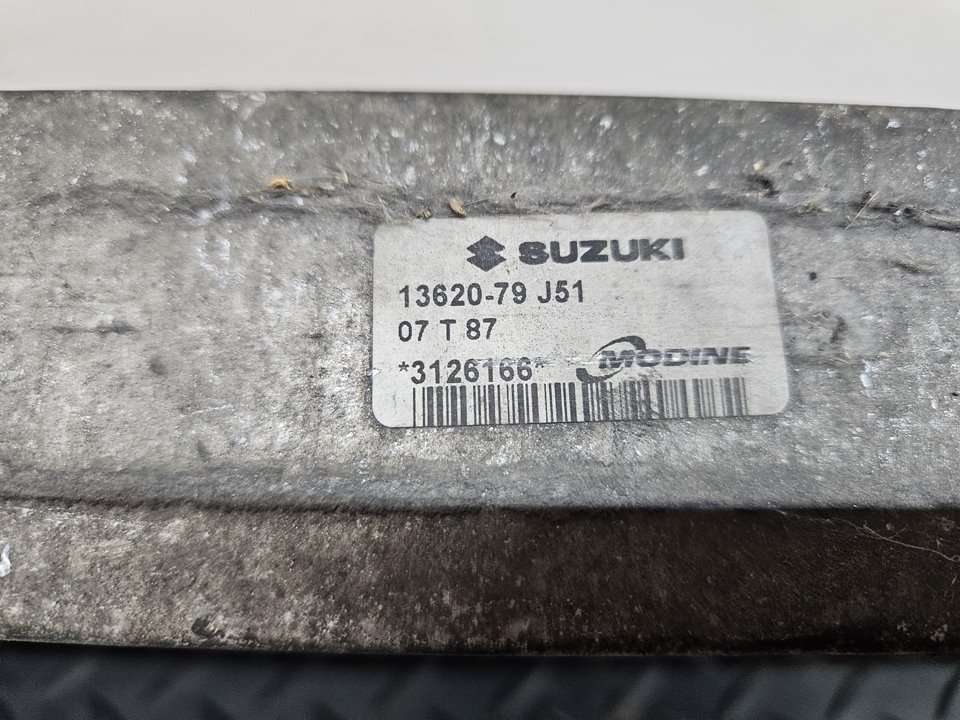 SUZUKI
13620-79 J51
07 T 87
*3126166*
MODINE